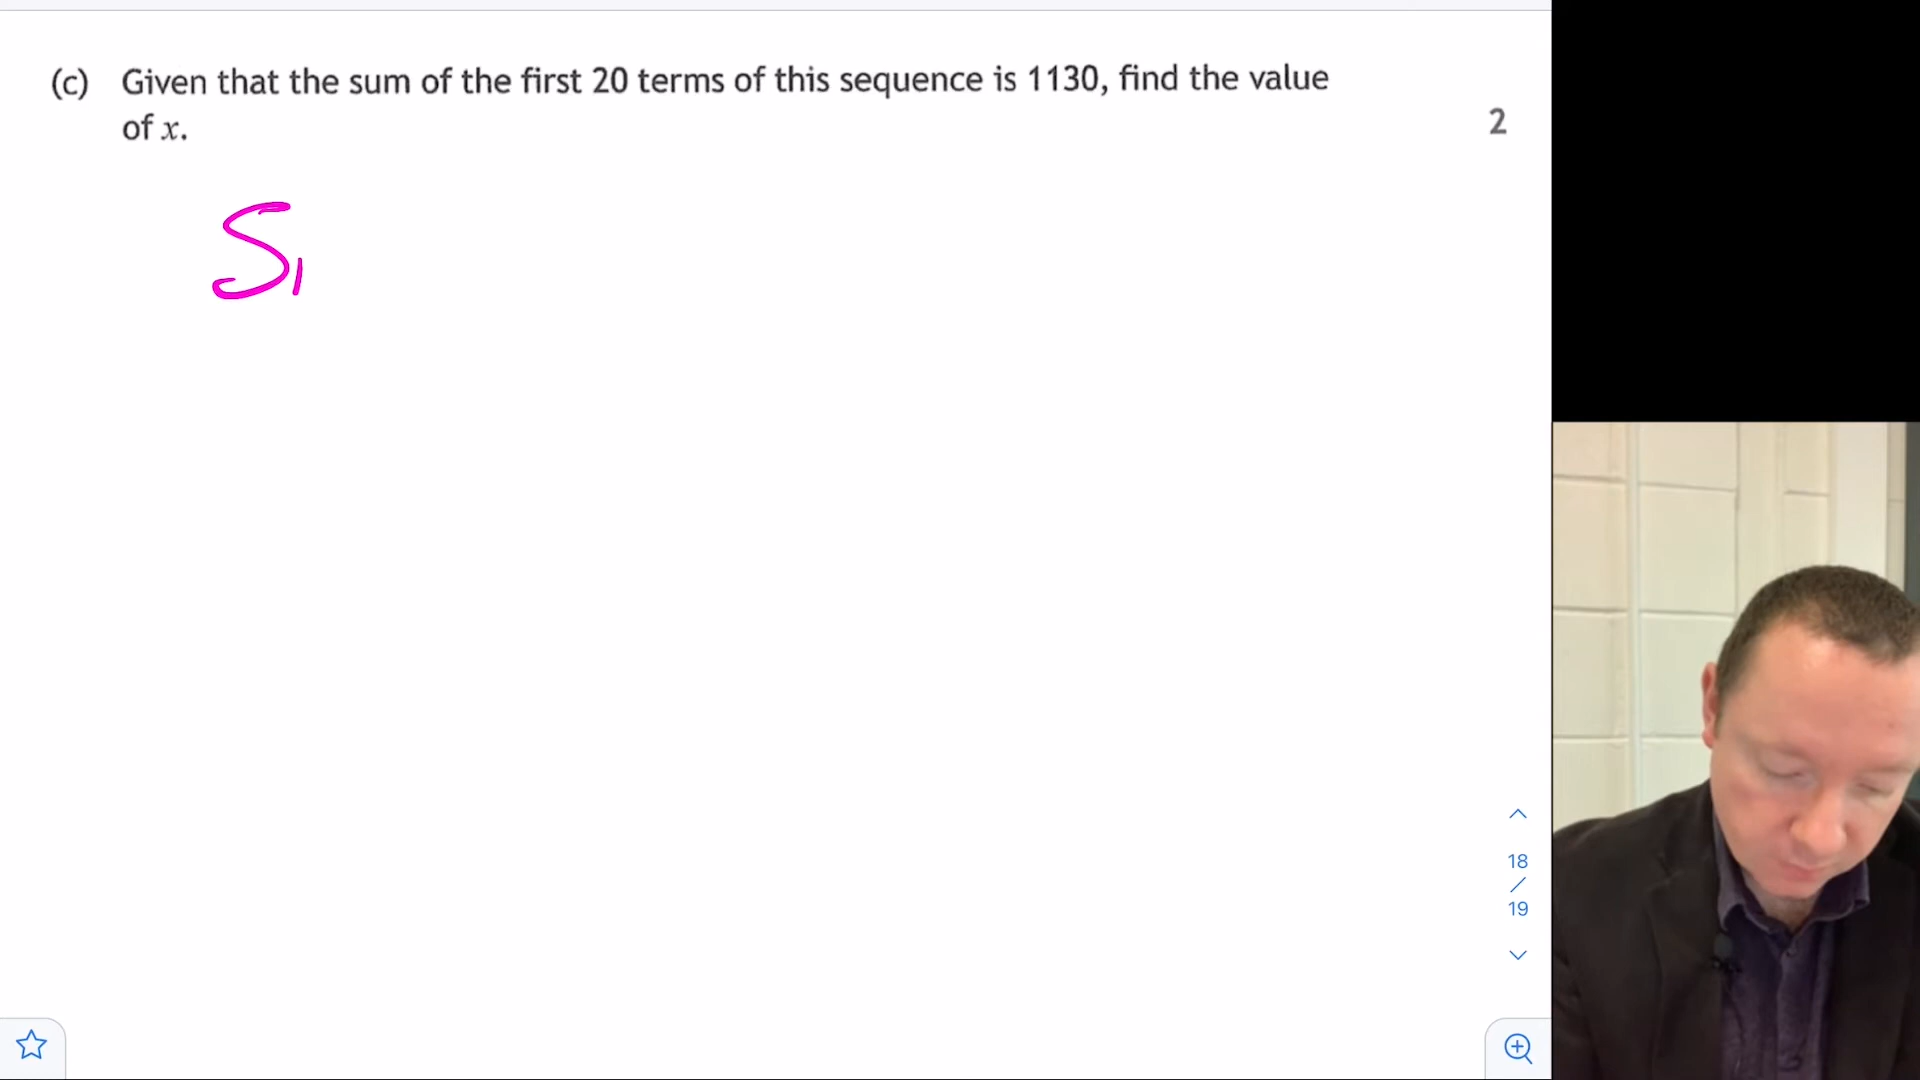 (c) Given that the sum of the first 20 terms of this sequence is 1130, find the value
of x.
2
S₁
18
/
19